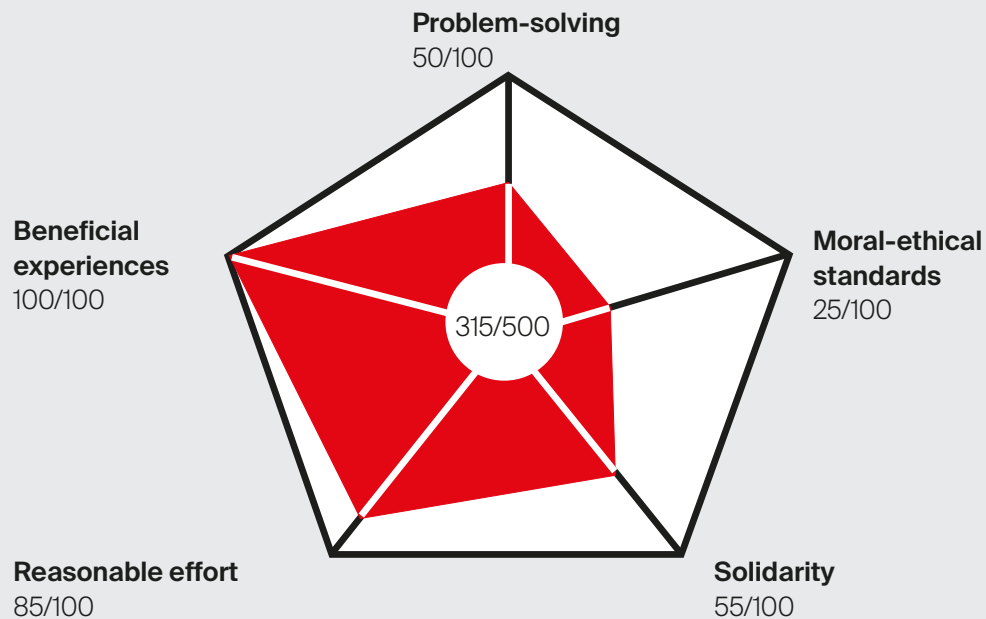 Problem-solving
50/100
Beneficial
experiences
100/100
Moral-ethical
standards
25/100
315/500
Reasonable effort
85/100
Solidarity
55/100